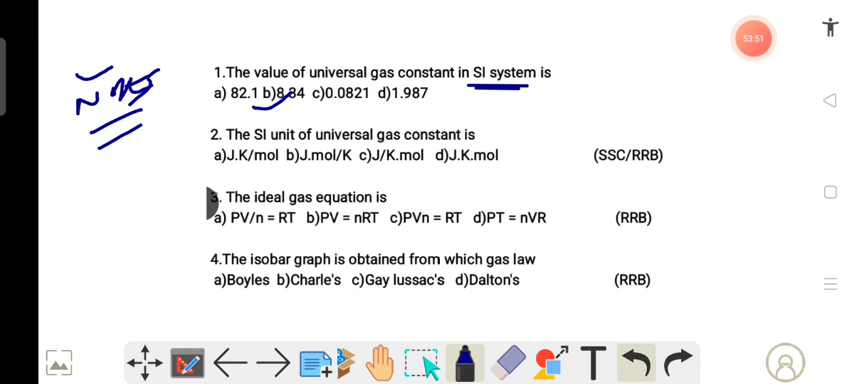 53:51
1.The value of universal gas constant in SI system is
a) 82.1 b)8.84 c)0.0821 d)1.987
2. The SI unit of universal gas constant is
a)J.K/mol b)J.mol/K c)J/K.mol d)J.K.mol (SSC/RRB)
3. The ideal gas equation is
a) PV/n = RT b)PV = nRT c)PVn = RT d)PT = nVR (RRB)
4.The isobar graph is obtained from which gas law
a)Boyles b)Charle's c)Gay lussac's d)Dalton's (RRB)
T